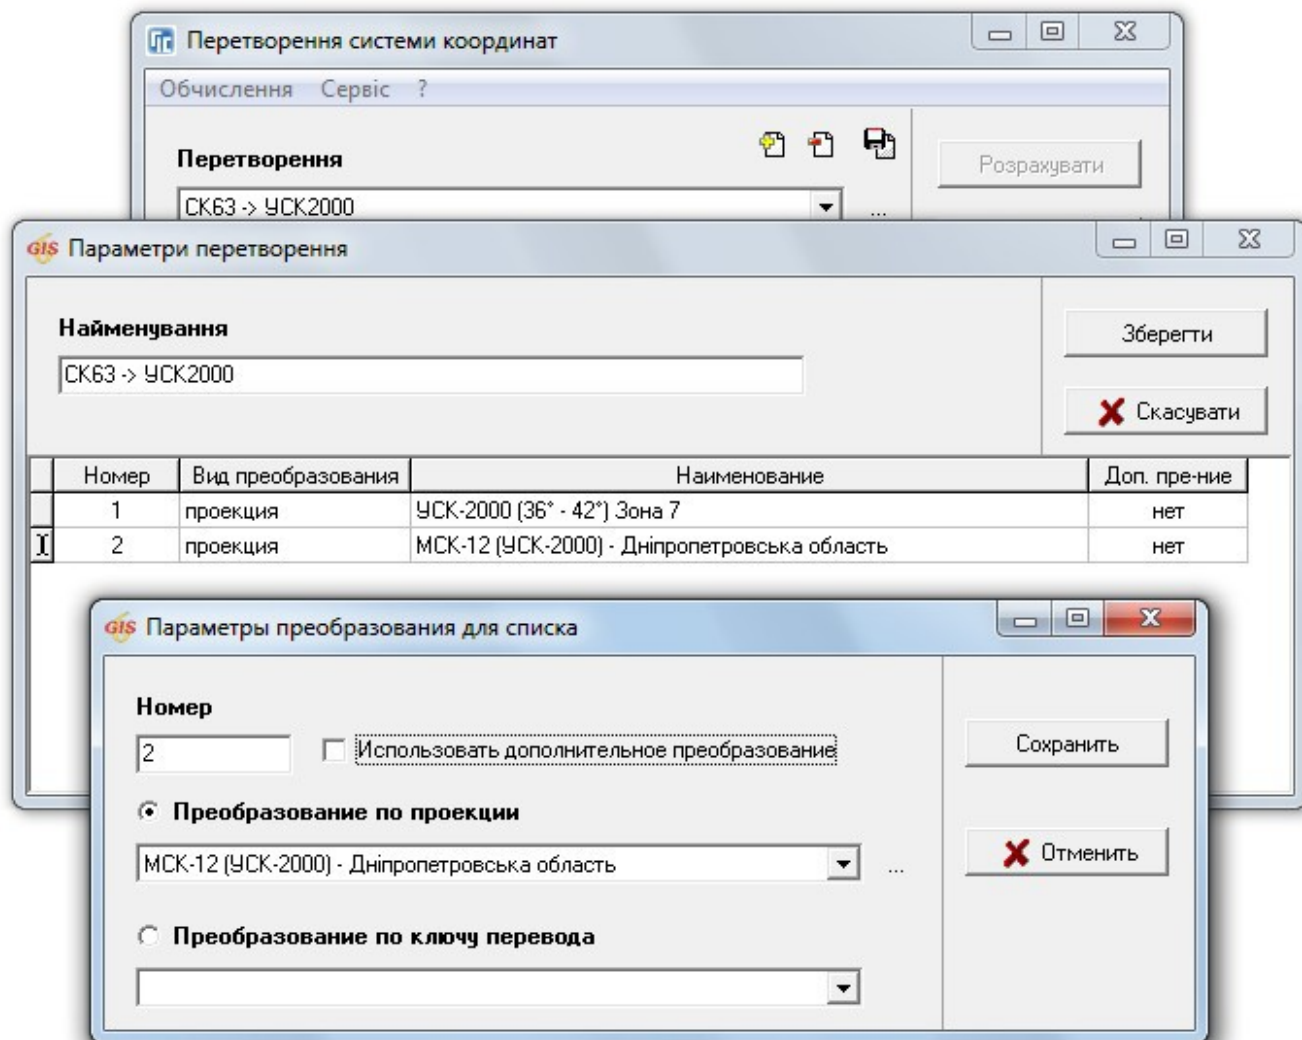 Перетворення системи координат
Обчислення Сервіс ?
Перетворення
Розрахувати
СК63 -> УСК2000
...
GIS Параметри перетворення
Найменування
Зберегти
СК63 -> УСК2000
Скасувати
Номер Вид преобразования Наименование Доп. пре-ние
1 проекция УСК-2000 (36° - 42°) Зона 7 нет
2 проекция МСК-12 (УСК-2000) - Дніпропетровська область нет
GIS Параметры преобразования для списка
Номер
2 Использовать дополнительное преобразование
Сохранить
Преобразование по проекции
МСК-12 (УСК-2000) - Дніпропетровська область ...
Отменить
Преобразование по ключу перевода